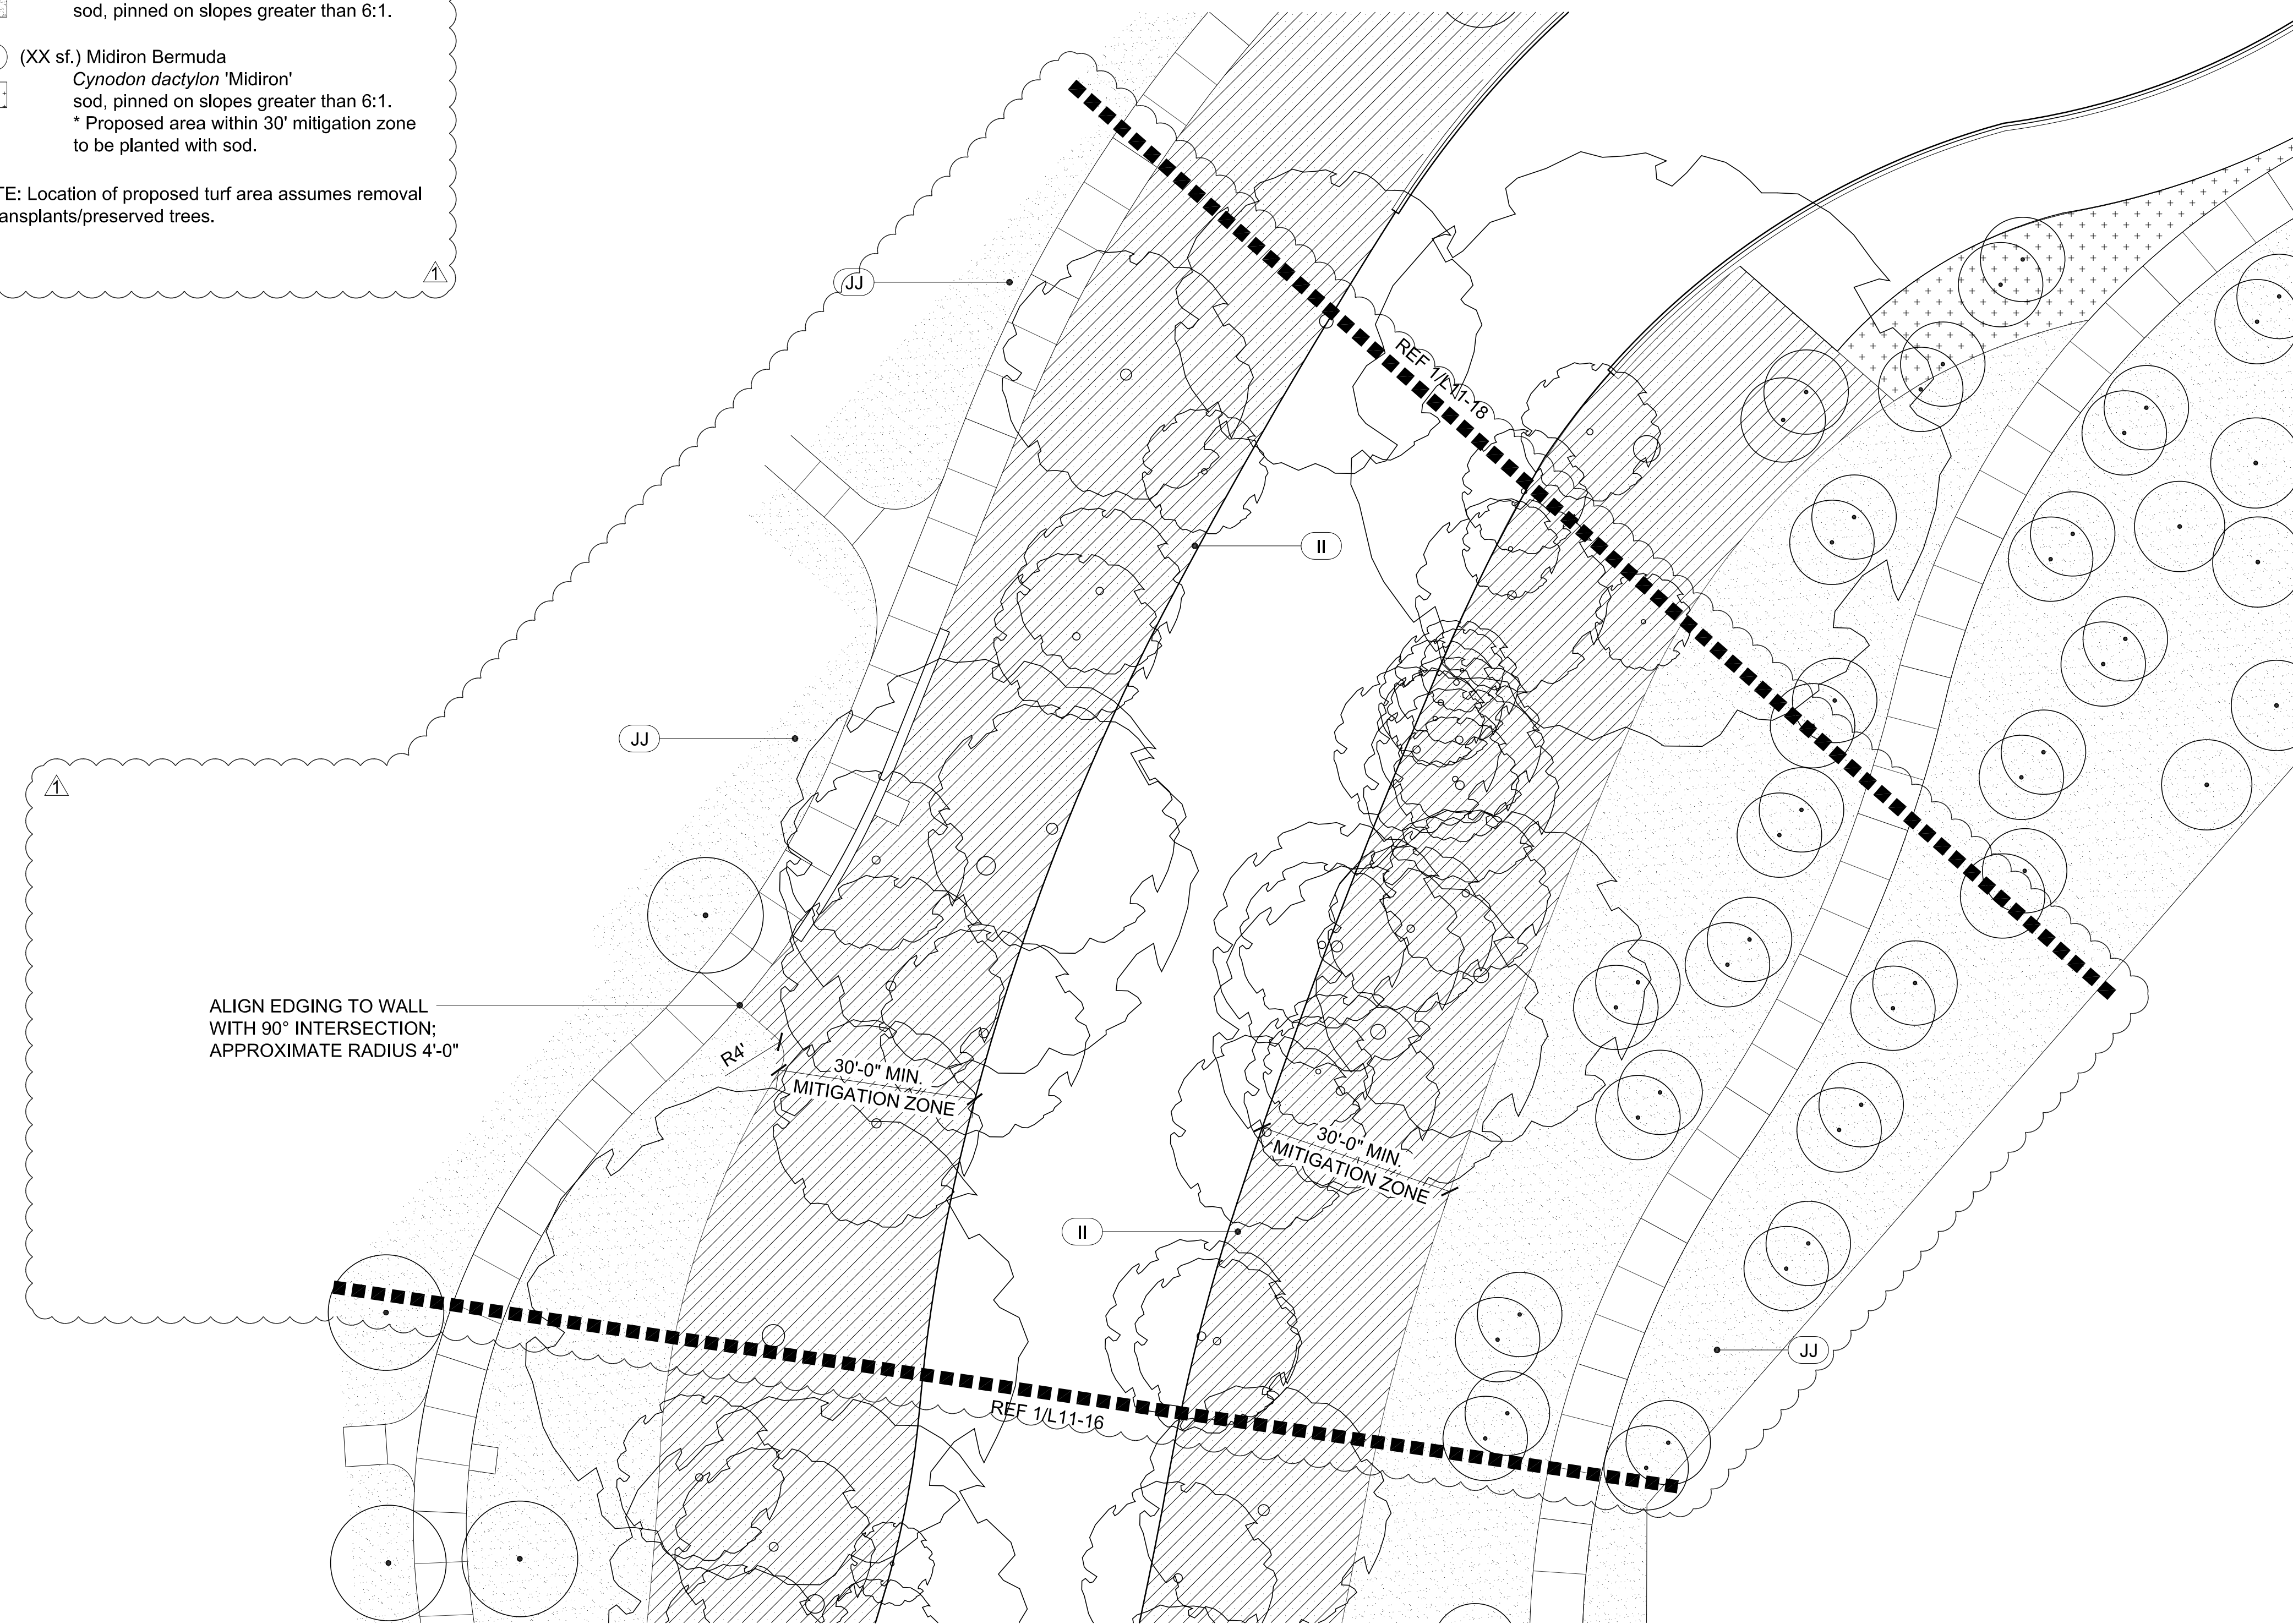 sod, pinned on slopes greater than 6:1.
(XX sf.) Midiron Bermuda
Cynodon dactylon 'Midiron'
sod, pinned on slopes greater than 6:1.
* Proposed area within 30' mitigation zone
to be planted with sod.
TE: Location of proposed turf area assumes removal
ansplants/preserved trees.
1
JJ
REF 1/L11-18
II
JJ
1
ALIGN EDGING TO WALL
WITH 90° INTERSECTION;
APPROXIMATE RADIUS 4'-0"
R4'
30'-0" MIN.
MITIGATION ZONE
30'-0" MIN.
MITIGATION ZONE
II
JJ
REF 1/L11-16